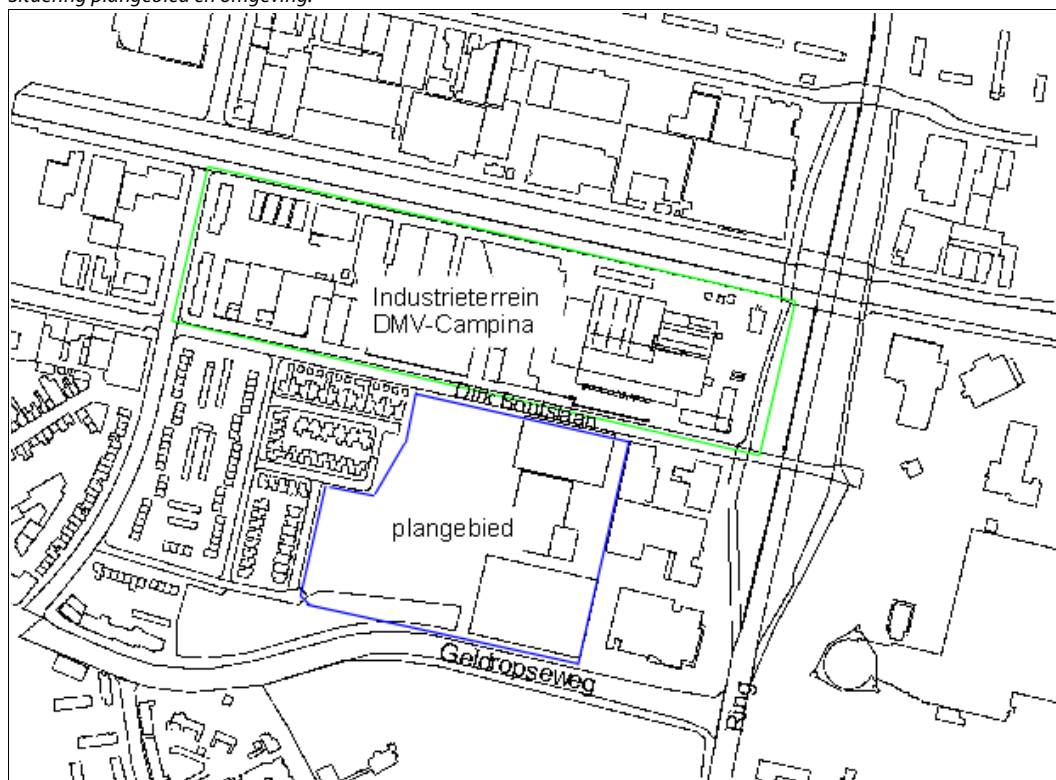 Situering plangebied en omgeving.
Industrieterrein
DMV-Campina
Dirk Boutslaan
plangebied
Geldropseweg
Ring